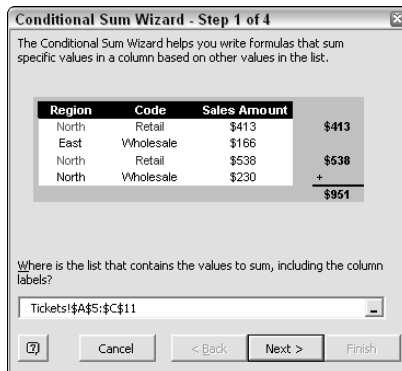 Conditional Sum Wizard - Step 1 of 4
The Conditional Sum Wizard helps you write formulas that sum
specific values in a column based on other values in the list.
Region Code Sales Amount
North Retail $413 $413
East Wholesale $166
North Retail $538 $538
North Wholesale $230 +
$951
Where is the list that contains the values to sum, including the column
labels?
Tickets!$A$5:$C$11
Cancel < Back Next > Finish